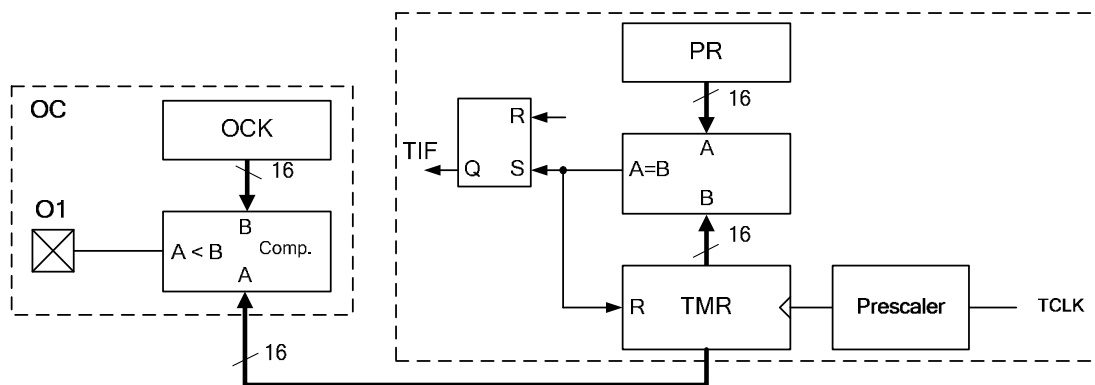 OC
OCK
16
O1
A < B
B
Comp.
A
16
PR
16
TIF
R
Q
S
A=B
A
B
16
R
TMR
Prescaler
TCLK